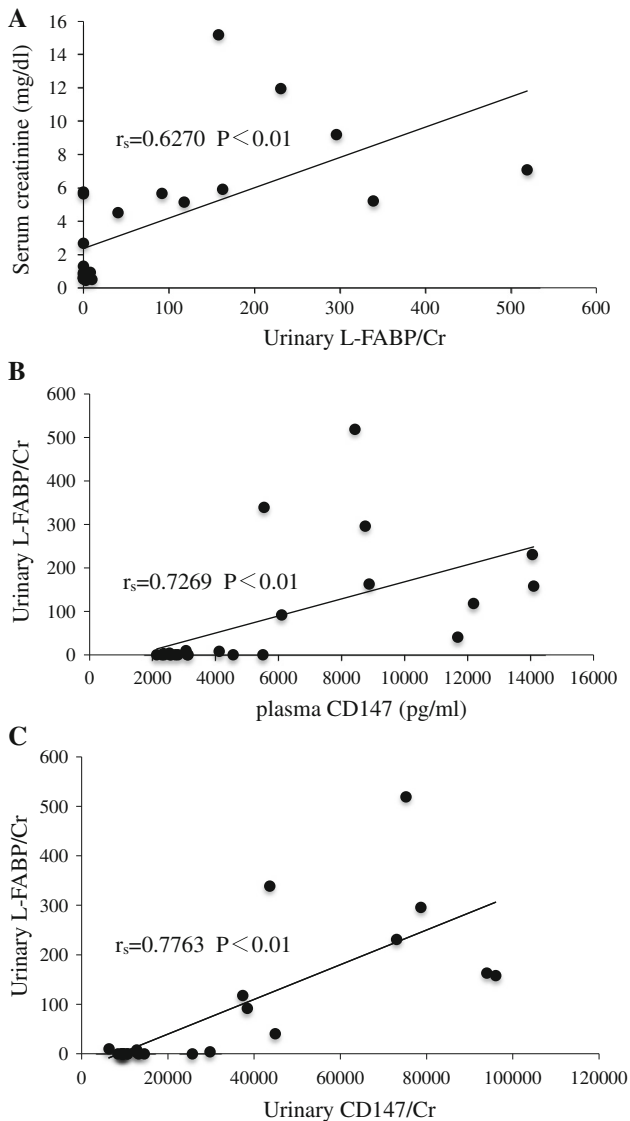 A
Serum creatinine (mg/dl)
16
14
12
10
8
6
4
2
0
rs=0.6270 P<0.01
0 100 200 300 400 500 600
Urinary L-FABP/Cr
B
Urinary L-FABP/Cr
600
500
400
300
200
100
0
rs=0.7269 P<0.01
0 2000 4000 6000 8000 10000 12000 14000 16000
plasma CD147 (pg/ml)
C
Urinary L-FABP/Cr
600
500
400
300
200
100
0
rs=0.7763 P<0.01
0 20000 40000 60000 80000 100000 120000
Urinary CD147/Cr